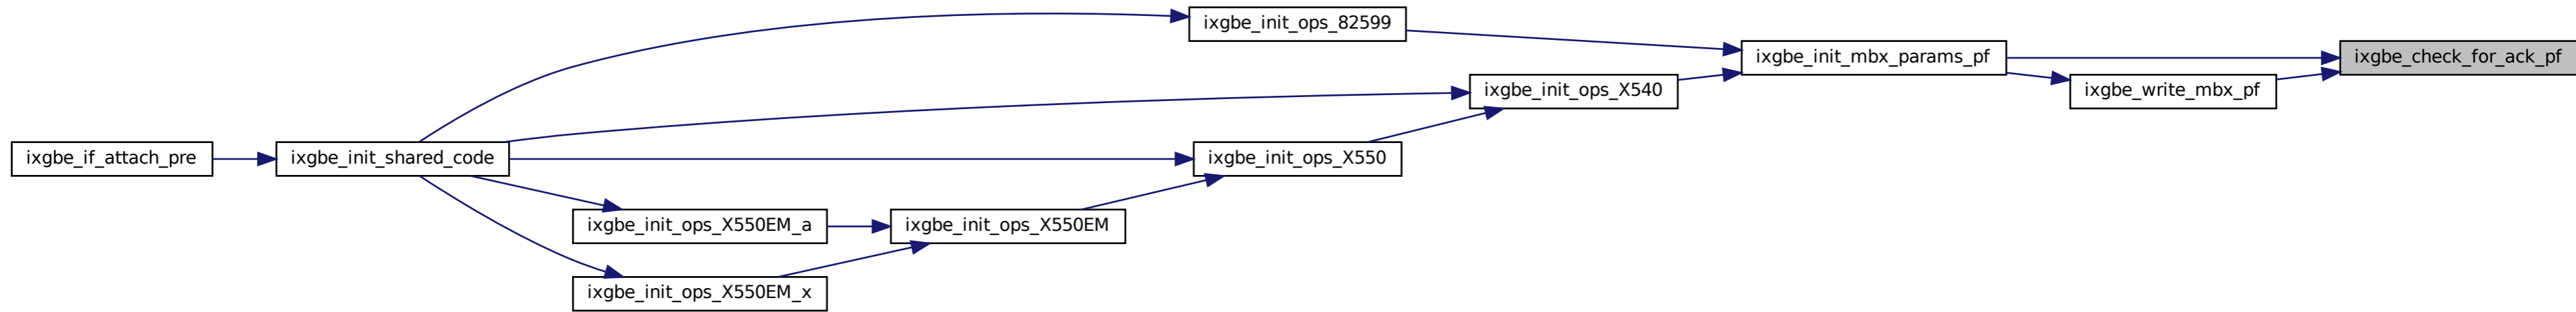 ixgbe_init_ops_82599
ixgbe_init_mbx_params_pf
ixgbe_check_for_ack_pf
ixgbe_init_ops_X540
ixgbe_write_mbx_pf
ixgbe_if_attach_pre
ixgbe_init_shared_code
ixgbe_init_ops_X550
ixgbe_init_ops_X550EM_a
ixgbe_init_ops_X550EM
ixgbe_init_ops_X550EM_x